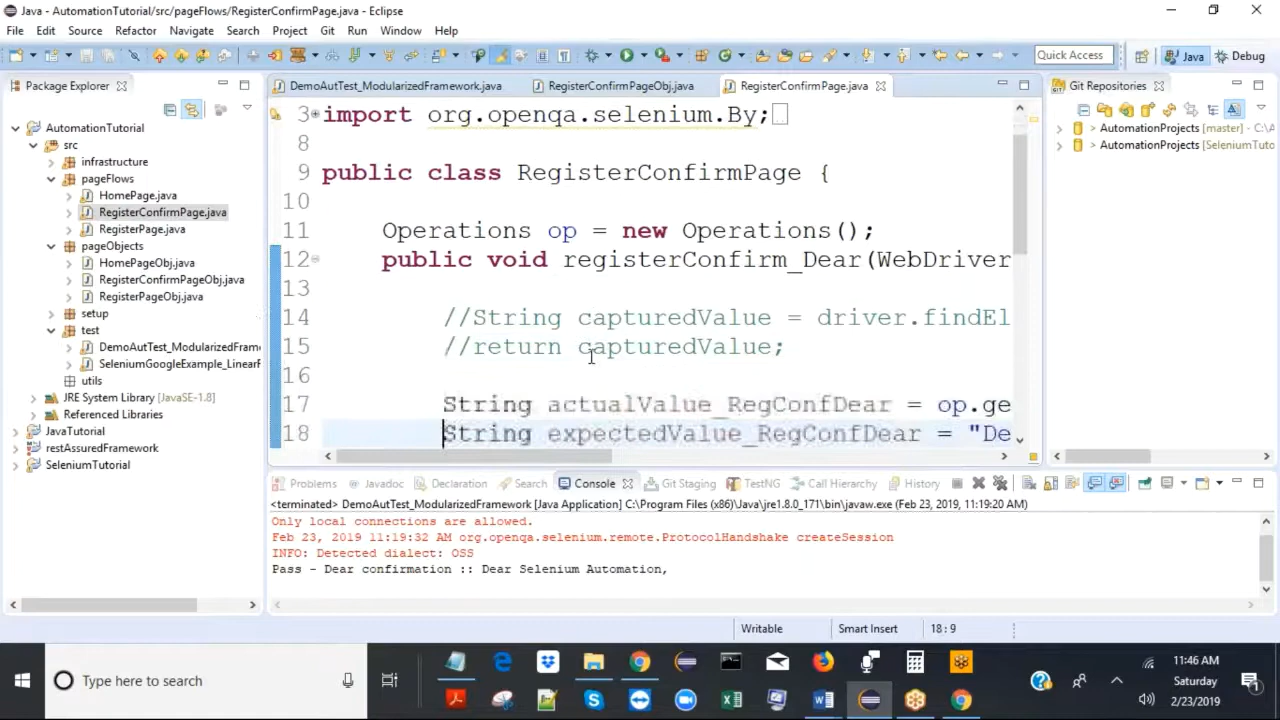 Java - AutomationTutorial/src/pageFlows/RegisterConfirmPage.java - Eclipse
File Edit Source Refactor Navigate Search Project Git Run Window Help
Quick Access Java Debug
Package Explorer
DemoAutTest_ModularizedFramework.java RegisterConfirmPageObj.java RegisterConfirmPage.java
Git Repositories
AutomationTutorial
src
infrastructure
pageFlows
HomePage.java
RegisterConfirmPage.java
RegisterPage.java
pageObjects
HomePageObj.java
RegisterConfirmPageObj.java
RegisterPageObj.java
setup
test
DemoAutTest_ModularizedFram
SeleniumGoogleExample_LinearF
utils
JRE System Library [JavaSE-1.8]
Referenced Libraries
JavaTutorial
restAssuredFramework
SeleniumTutorial
3 import org.openqa.selenium.By;
8
9 public class RegisterConfirmPage {
10
11 Operations op = new Operations();
12 public void registerConfirm_Dear(WebDriver
13
14 //String capturedValue = driver.findEl
15 //return capturedValue;
16
17 String actualValue_RegConfDear = op.ge
18 String expectedValue_RegConfDear = "De
> AutomationProjects [master] - C:\A
> AutomationProjects [SeleniumTuto
Problems Javadoc Declaration Search Console Git Staging TestNG Call Hierarchy History
<terminated> DemoAutTest_ModularizedFramework [Java Application] C:\Program Files (x86)\Java\jre1.8.0_171\bin\javaw.exe (Feb 23, 2019, 11:19:20 AM)
Only local connections are allowed.
Feb 23, 2019 11:19:32 AM org.openqa.selenium.remote.ProtocolHandshake createSession
INFO: Detected dialect: OSS
Pass - Dear confirmation :: Dear Selenium Automation,
Writable Smart Insert 18:9
Type here to search
11:46 AM
Saturday
2/23/2019